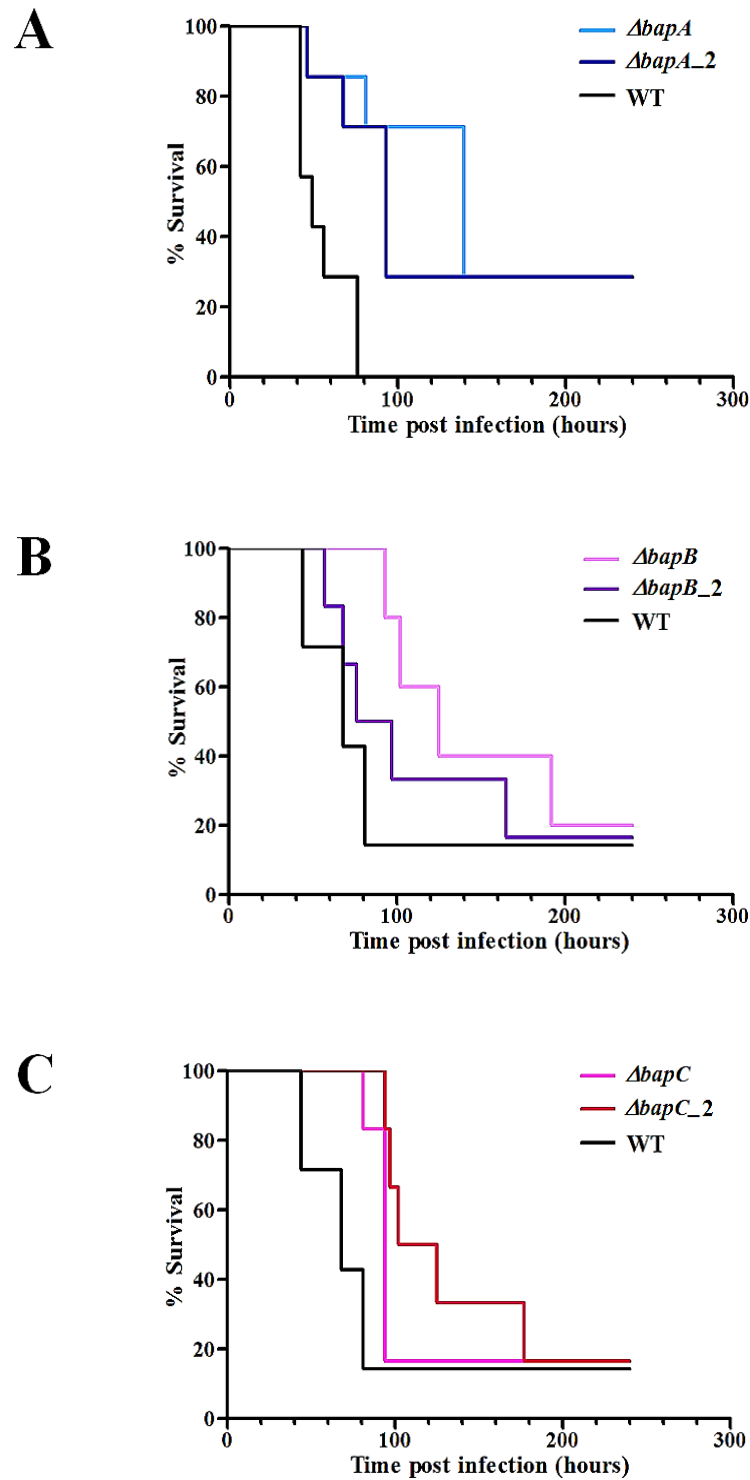 A
ΔbapA
ΔbapA_2
WT
% Survival
100
80
60
40
20
0
0 100 200 300
Time post infection (hours)
B
ΔbapB
ΔbapB_2
WT
% Survival
100
80
60
40
20
0
0 100 200 300
Time post infection (hours)
C
ΔbapC
ΔbapC_2
WT
% Survival
100
80
60
40
20
0
0 100 200 300
Time post infection (hours)